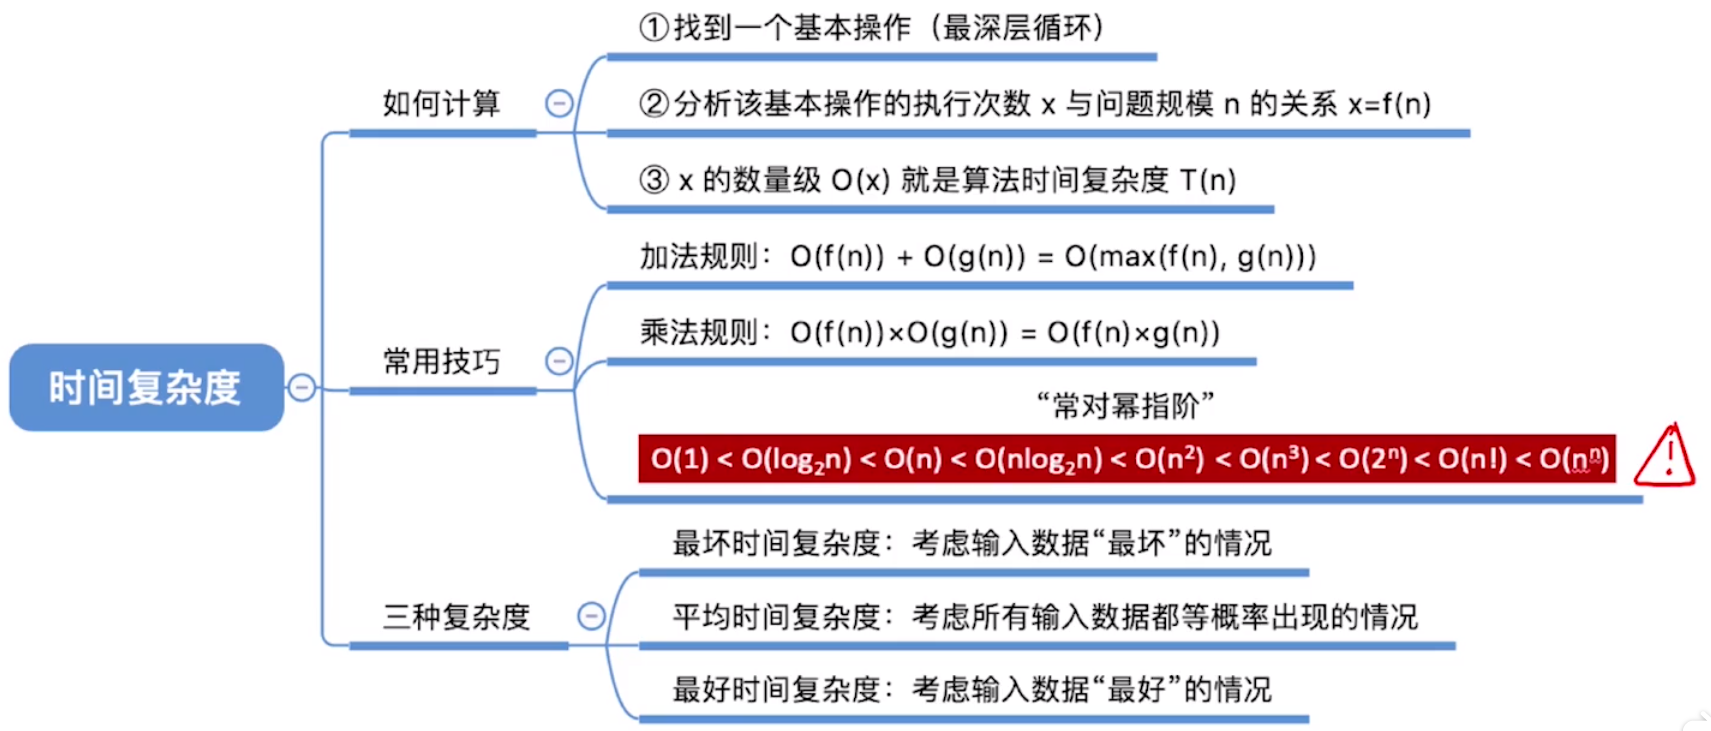 时间复杂度
如何计算
①找到一个基本操作（最深层循环）
②分析该基本操作的执行次数 x 与问题规模 n 的关系 x=f(n)
③ x 的数量级 O(x) 就是算法时间复杂度 T(n)
常用技巧
加法规则：O(f(n)) + O(g(n)) = O(max(f(n), g(n)))
乘法规则：O(f(n))×O(g(n)) = O(f(n)×g(n))
“常对幂指阶”
O(1) < O(log₂n) < O(n) < O(nlog₂n) < O(n²) < O(n³) < O(2ⁿ) < O(n!) < O(nⁿ)
!
三种复杂度
最坏时间复杂度：考虑输入数据“最坏”的情况
平均时间复杂度：考虑所有输入数据都等概率出现的情况
最好时间复杂度：考虑输入数据“最好”的情况